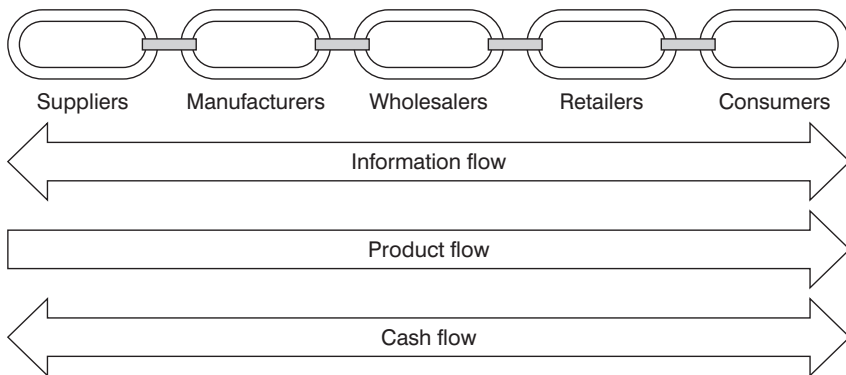 Suppliers Manufacturers Wholesalers Retailers Consumers
Information flow
Product flow
Cash flow